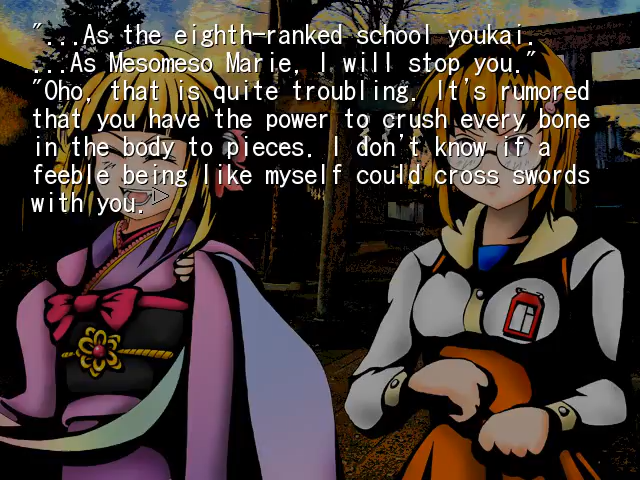 "...As the eighth-ranked school youkai.
...As Mesomeso Marie, I will stop you."
"Oho, that is quite troubling. It's rumored
that you have the power to crush every bone
in the body to pieces. I don't know if a
feeble being like myself could cross swords
with you.